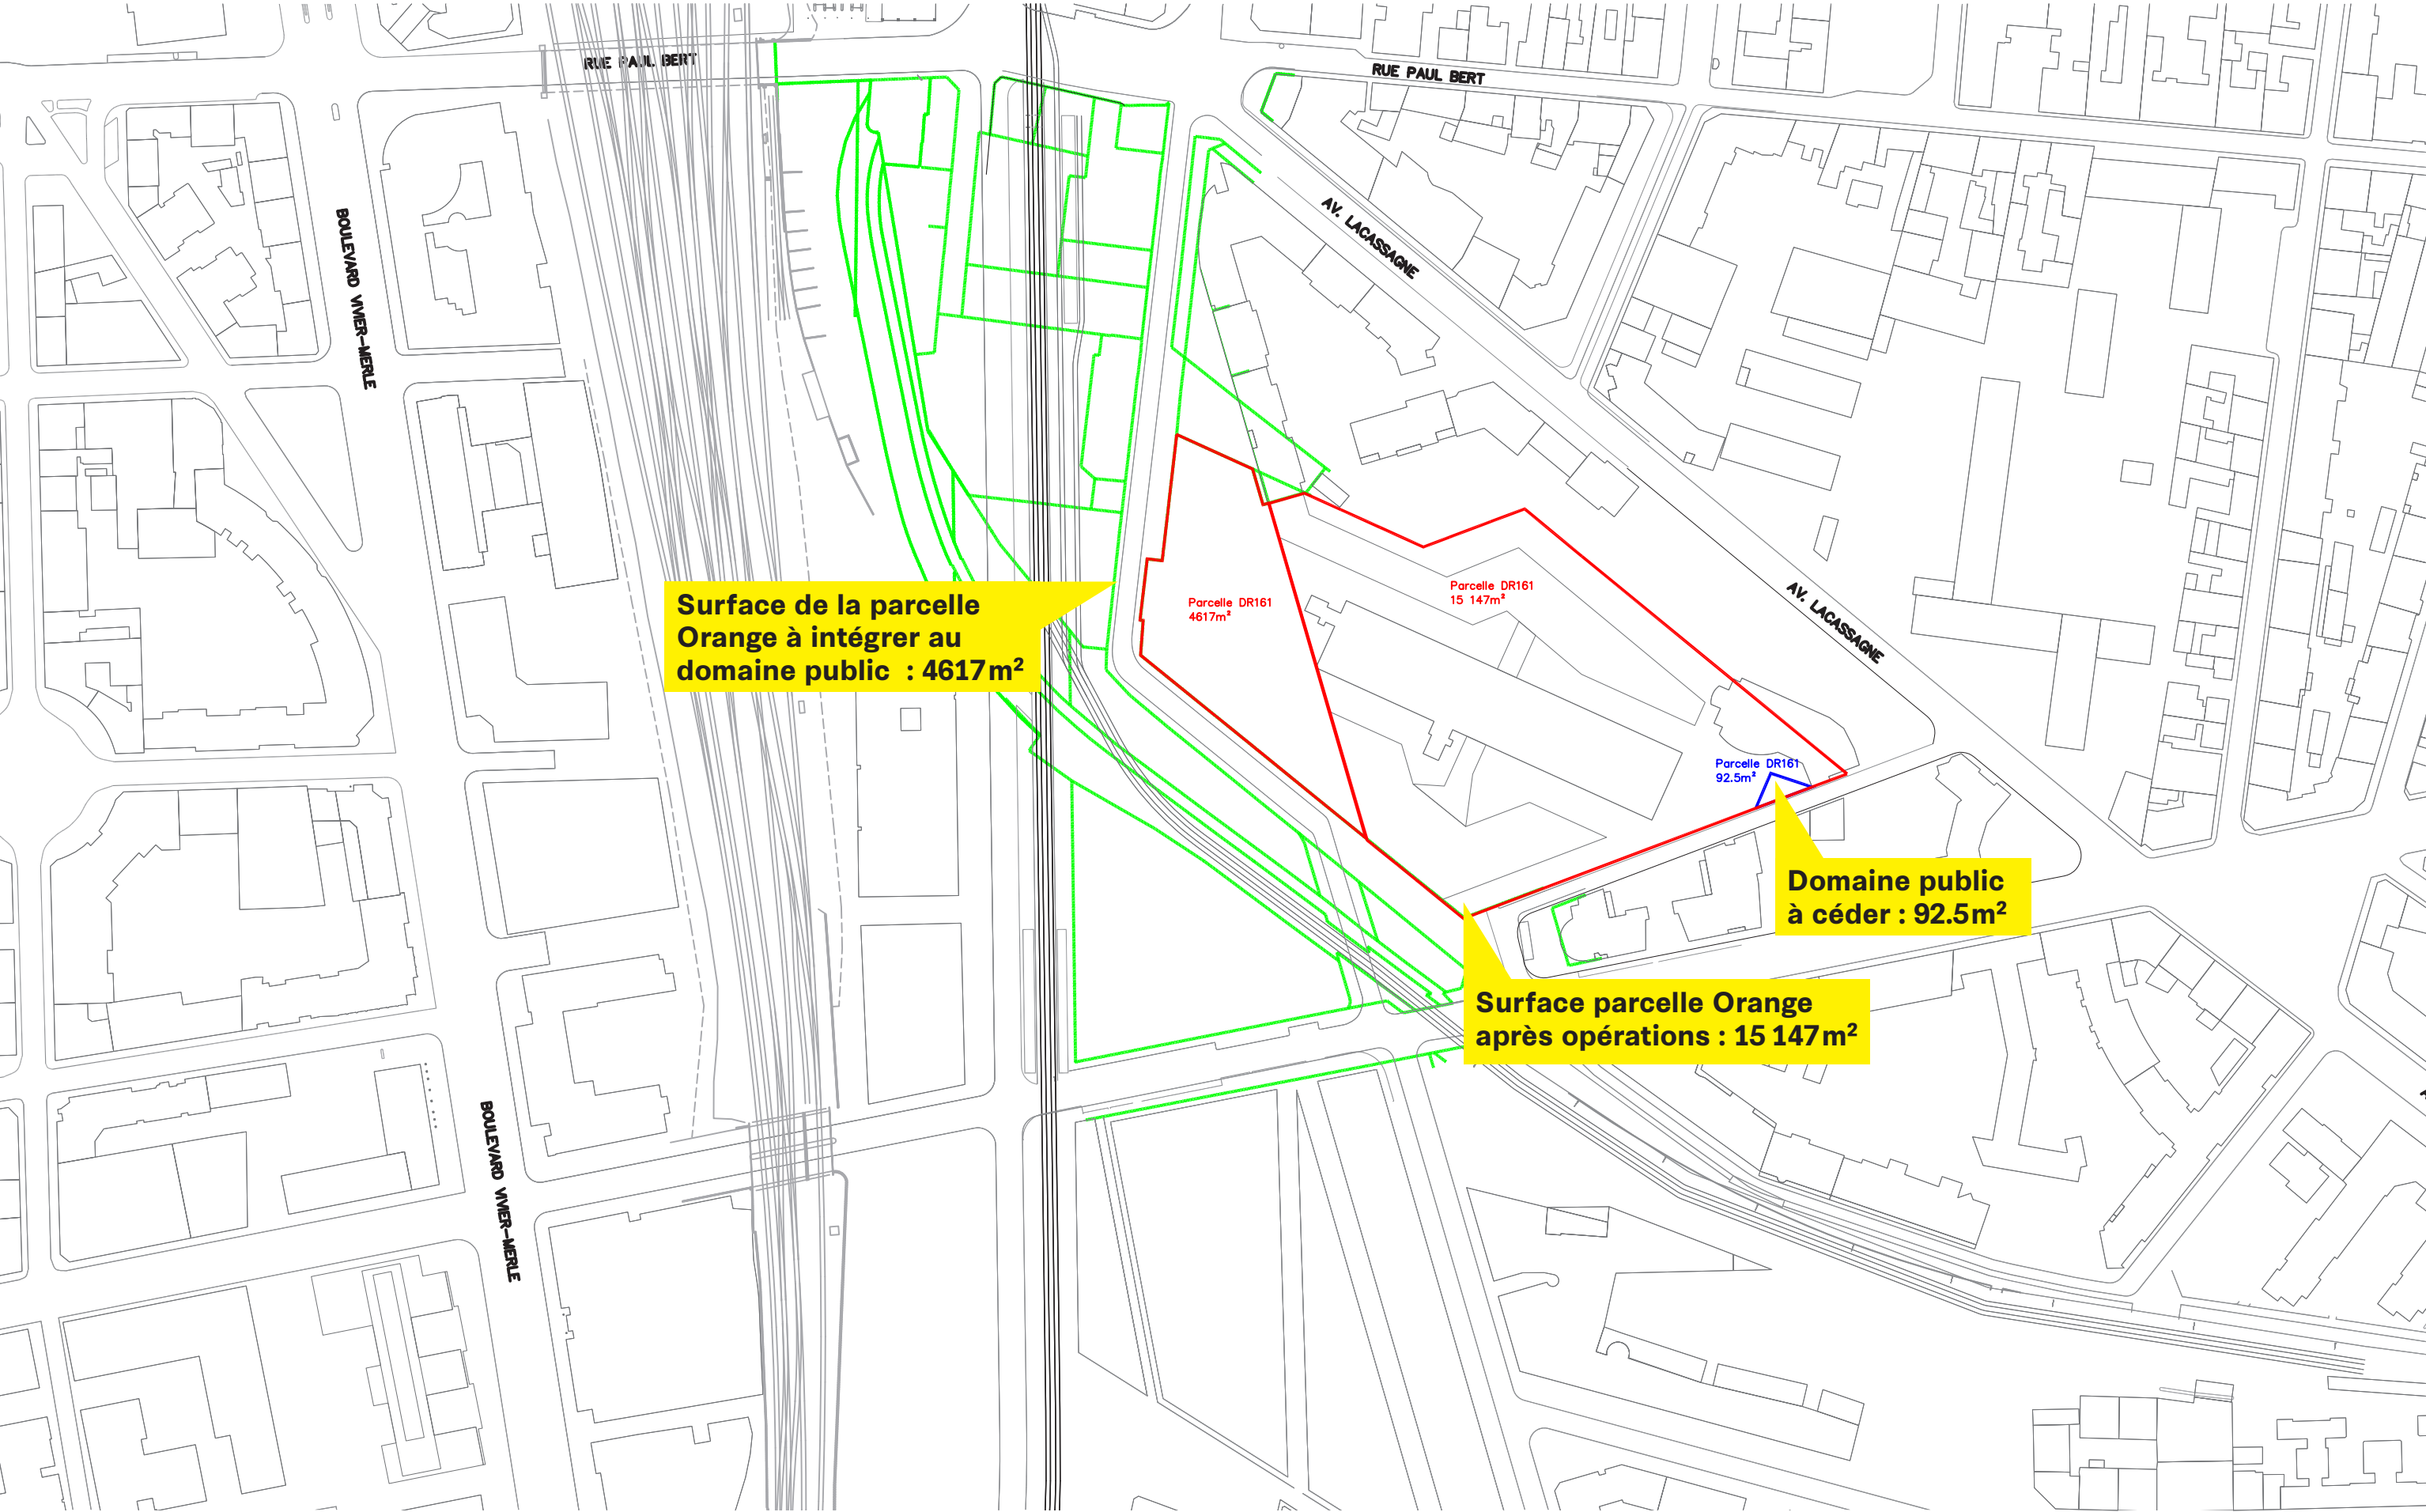 RUE PAUL BERT
RUE PAUL BERT
BOULEVARD VIVIER-MERLE
AV. LACASSAGNE
Surface de la parcelle
Orange à intégrer au
domaine public : 4617m²
Parcelle DR161
4617m²
Parcelle DR161
15 147m²
AV. LACASSAGNE
Parcelle DR161
92.5m²
Domaine public
à céder : 92.5m²
Surface parcelle Orange
après opérations : 15 147m²
BOULEVARD VIVIER-MERLE